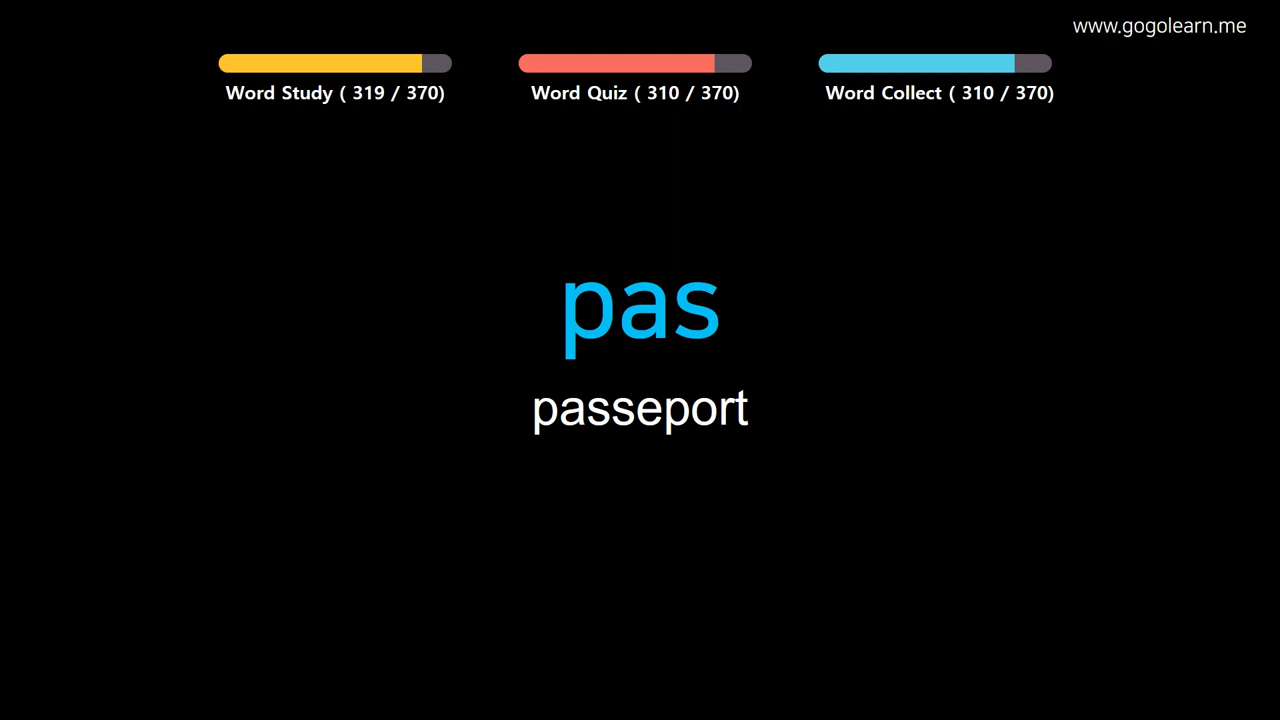 www.gogolearn.me
Word Study ( 319 / 370)
Word Quiz ( 310 / 370)
Word Collect ( 310 / 370)
pas
passeport